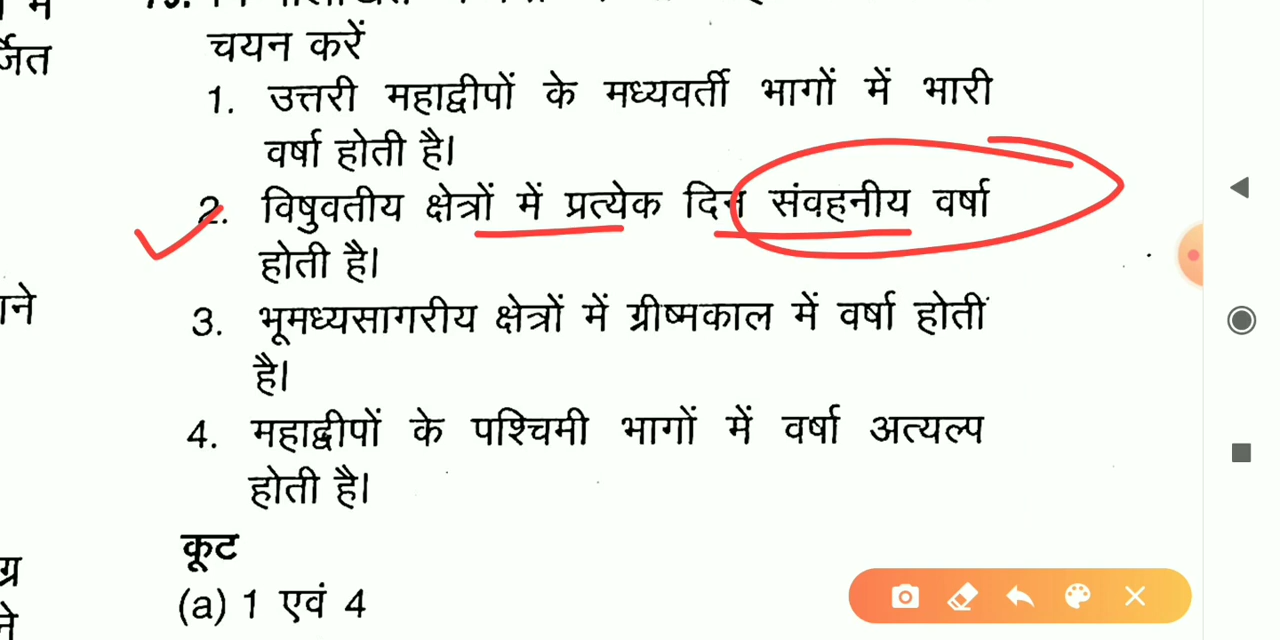 में
र्जित
चयन करें
1. उत्तरी महाद्वीपों के मध्यवर्ती भागों में भारी
वर्षा होती है।
2. विषुवतीय क्षेत्रों में प्रत्येक दिन संवहनीय वर्षा
होती है।
3. भूमध्यसागरीय क्षेत्रों में ग्रीष्मकाल में वर्षा होती
है।
4. महाद्वीपों के पश्चिमी भागों में वर्षा अत्यल्प
होती है।
कूट
(a) 1 एवं 4
ाने
ग्र